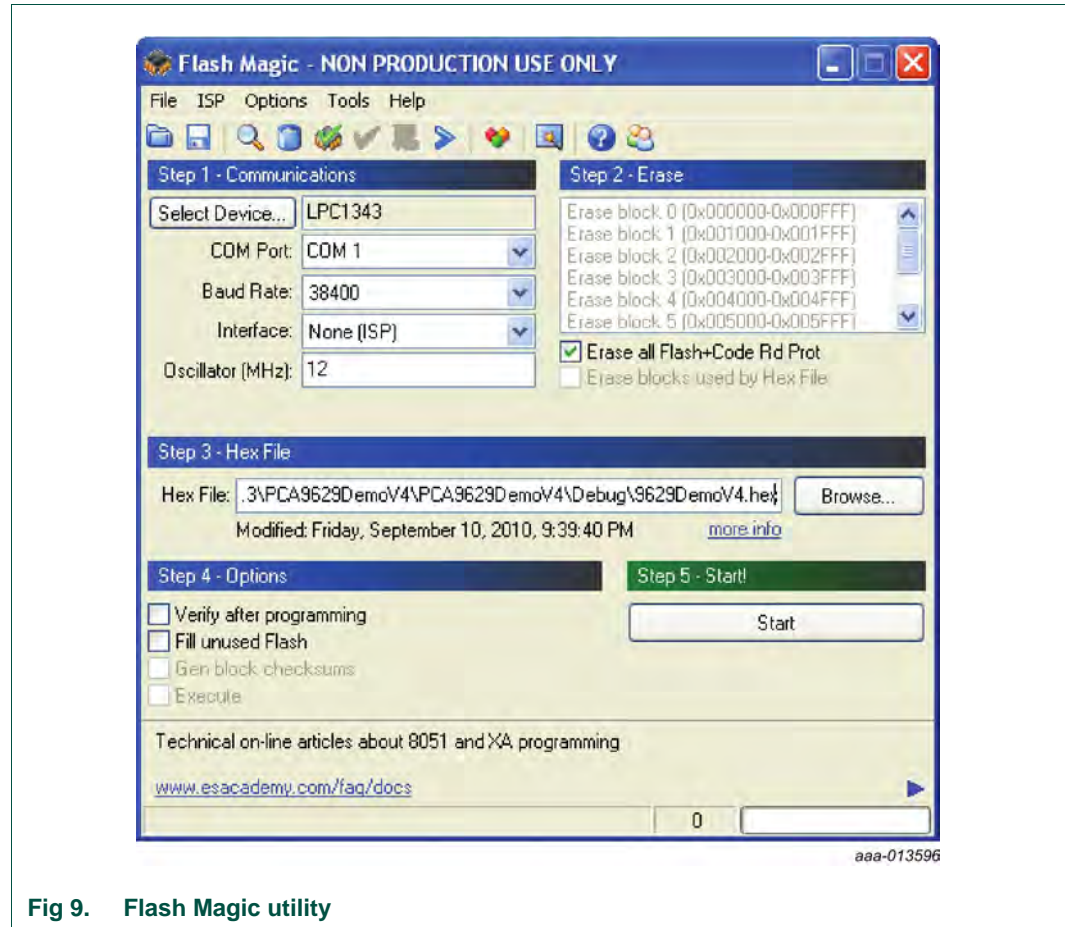 Flash Magic - NON PRODUCTION USE ONLY
File ISP Options Tools Help
Step 1 - Communications
Select Device... LPC1343
COM Port: COM 1
Baud Rate: 38400
Interface: None (ISP)
Oscillator (MHz): 12
Step 2 - Erase
Erase block 0 (0x000000-0x000FFF)
Erase block 1 (0x001000-0x001FFF)
Erase block 2 (0x002000-0x002FFF)
Erase block 3 (0x003000-0x003FFF)
Erase block 4 (0x004000-0x004FFF)
Erase block 5 (0x005000-0x005FFF)
Erase all Flash+Code Rd Prot
Erase blocks used by Hex File
Step 3 - Hex File
Hex File: .3\PCA9629DemoV4\PCA9629DemoV4\Debug\9629DemoV4.hex Browse...
Modified: Friday, September 10, 2010, 9:39:40 PM more info
Step 4 - Options
Verify after programming
Fill unused Flash
Gen block checksums
Execute
Step 5 - Start!
Start
Technical on-line articles about 8051 and XA programming
www.esacademy.com/faq/docs
0
aaa-013596
Fig 9. Flash Magic utility